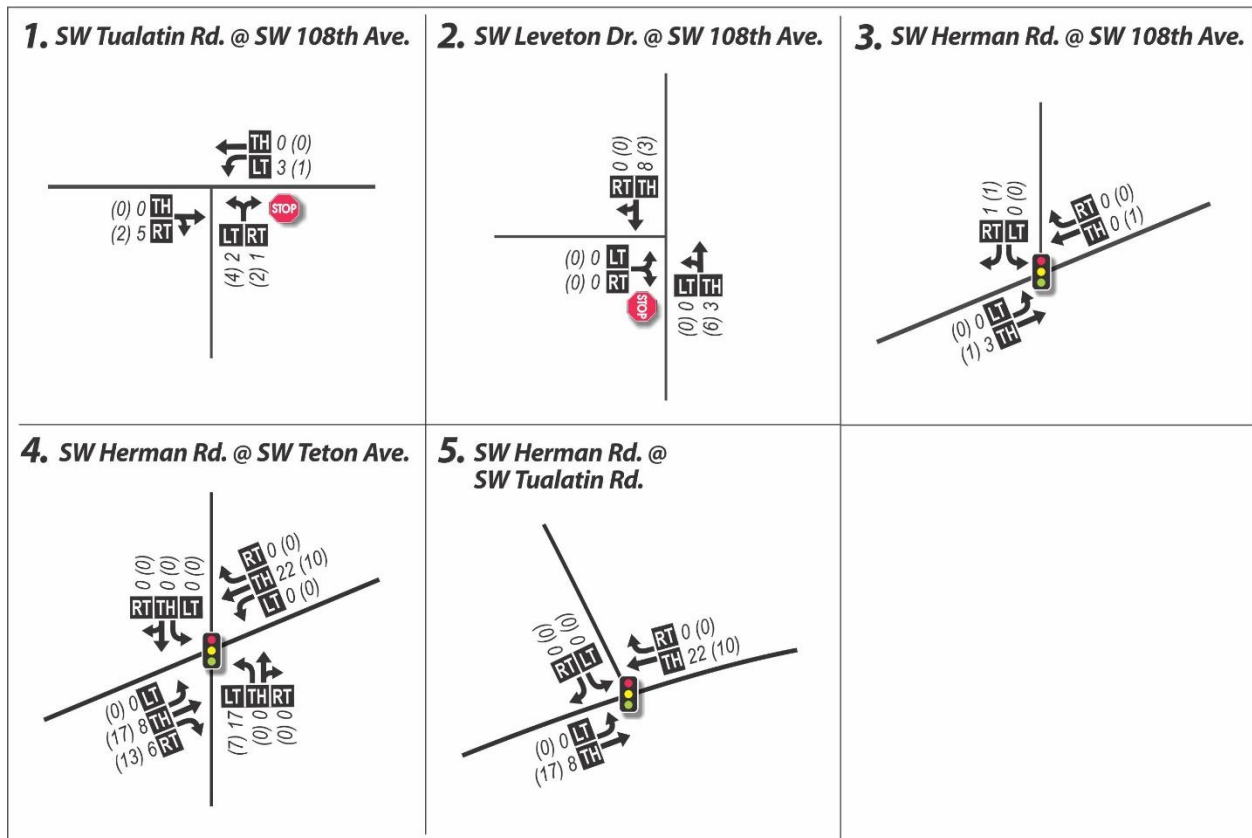 1. SW Tualatin Rd. @ SW 108th Ave.
TH 0 (0)
LT 3 (1)
(0) 0 TH
(2) 5 RT
STOP
LT RT
(4) 2
(2) 1
2. SW Leveton Dr. @ SW 108th Ave.
0 (0)
8 (3)
RT TH
(0) 0 LT
(0) 0 RT
STOP
LT TH
(0) 0
(6) 3
3. SW Herman Rd. @ SW 108th Ave.
1 (1)
0 (0)
RT LT
RT 0 (0)
TH 0 (1)
(0) 0 LT
(1) 3 TH
4. SW Herman Rd. @ SW Teton Ave.
0 (0)
0 (0)
0 (0)
RT TH LT
RT 0 (0)
TH 22 (10)
LT 0 (0)
(0) 0 LT
(17) 8 TH
(13) 6 RT
LT TH RT
(7) 17
(0) 0
(0) 0
5. SW Herman Rd. @
SW Tualatin Rd.
(0) 0
(0) 0
RT LT
RT 0 (0)
TH 22 (10)
(0) 0 LT
(17) 8 TH